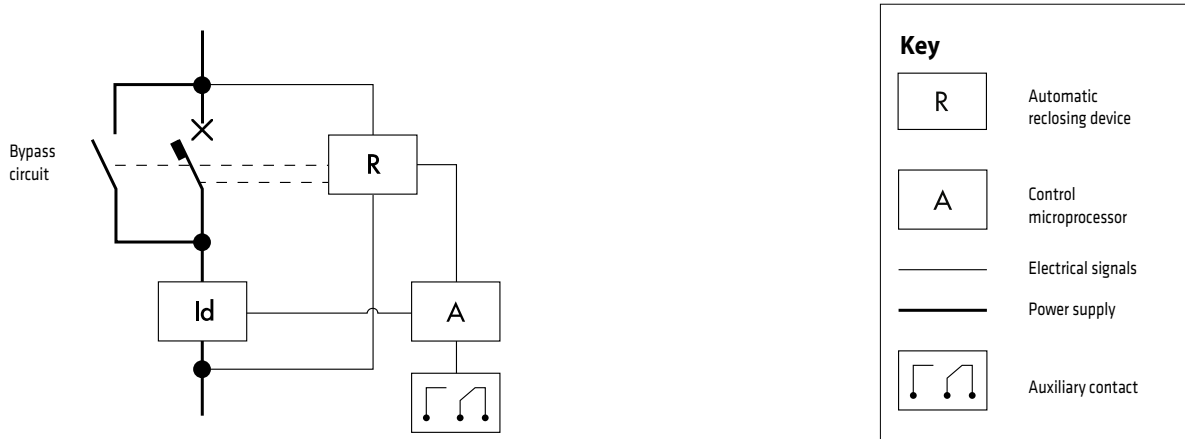 Bypass
circuit
R
Id
A
Key
R
Automatic
reclosing device
A
Control
microprocessor
Electrical signals
Power supply
Auxiliary contact